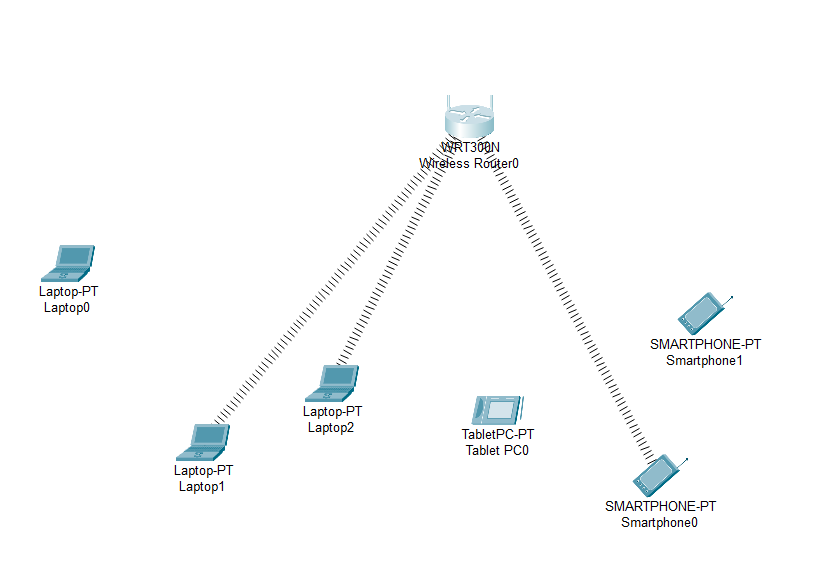 WRT300N
Wireless Router0
Laptop-PT
Laptop0
SMARTPHONE-PT
Smartphone1
Laptop-PT
Laptop2
TabletPC-PT
Tablet PC0
Laptop-PT
Laptop1
SMARTPHONE-PT
Smartphone0